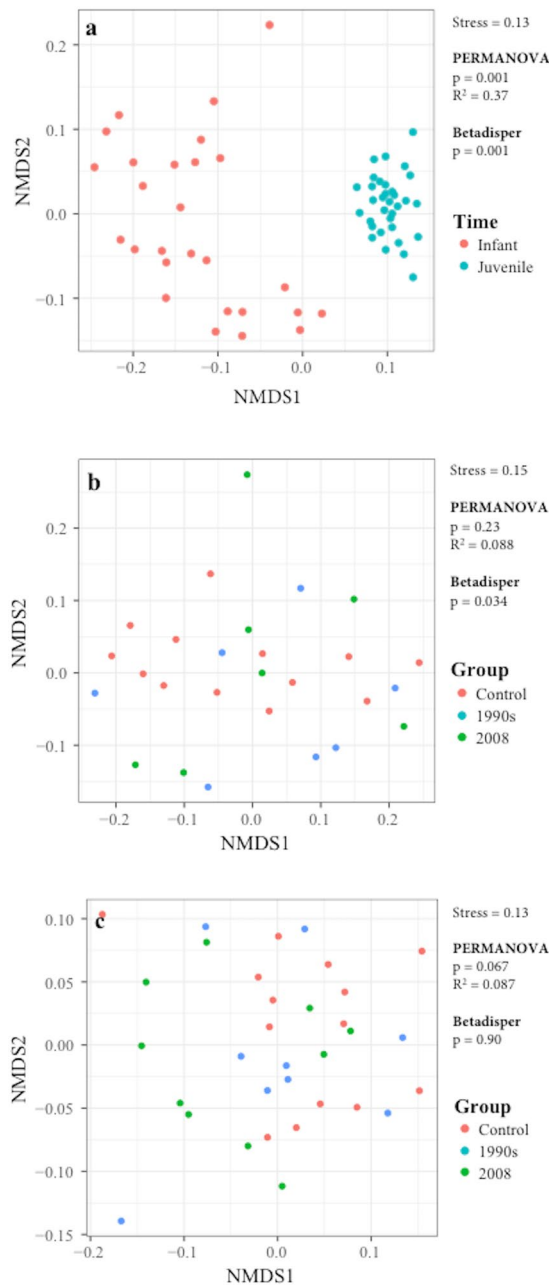 a
Stress = 0.13
PERMANOVA
p = 0.001
R² = 0.37
Betadisper
p = 0.001
Time
Infant
Juvenile
0.2
0.1
0.0
−0.1
NMDS2
−0.2
−0.1
0.0
0.1
NMDS1
b
Stress = 0.15
PERMANOVA
p = 0.23
R² = 0.088
Betadisper
p = 0.034
Group
Control
1990s
2008
0.2
0.1
0.0
−0.1
NMDS2
−0.2
−0.1
0.0
0.1
0.2
NMDS1
c
Stress = 0.13
PERMANOVA
p = 0.067
R² = 0.087
Betadisper
p = 0.90
Group
Control
1990s
2008
0.10
0.05
0.00
−0.05
−0.10
−0.15
NMDS2
−0.2
−0.1
0.0
0.1
NMDS1